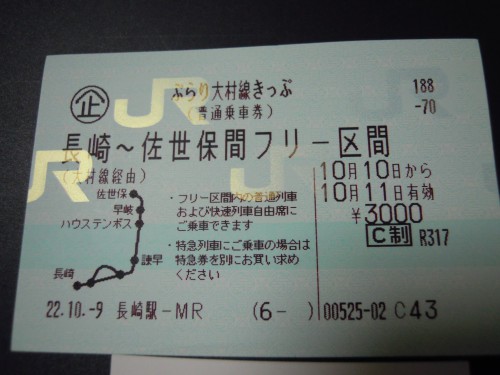 企 ぶらり大村線きっぷ 188
(普通乗車券) -70
長崎～佐世保間フリー区間
(大村線経由)
佐世保
早岐
ハウステンボス
諫早
長崎
・フリー区間内の普通列車
および快速列車自由席に
ご乗車できます
・特急列車にご乗車の場合は
特急券を別にお買い求め
ください
10月10日から
10月11日有効
￥3000
C制 R317
22.10.-9 長崎駅-MR (6- ) 00525-02 C43
JR
R